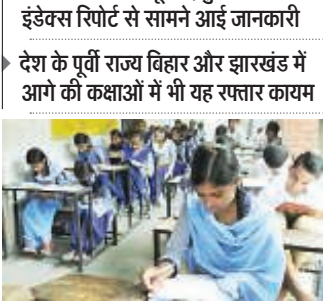 इंडेक्स रिपोर्ट से सामने आई जानकारी
देश के पूर्वी राज्य बिहार और झारखंड में
आगे की कक्षाओं में भी यह रफ्तार कायम